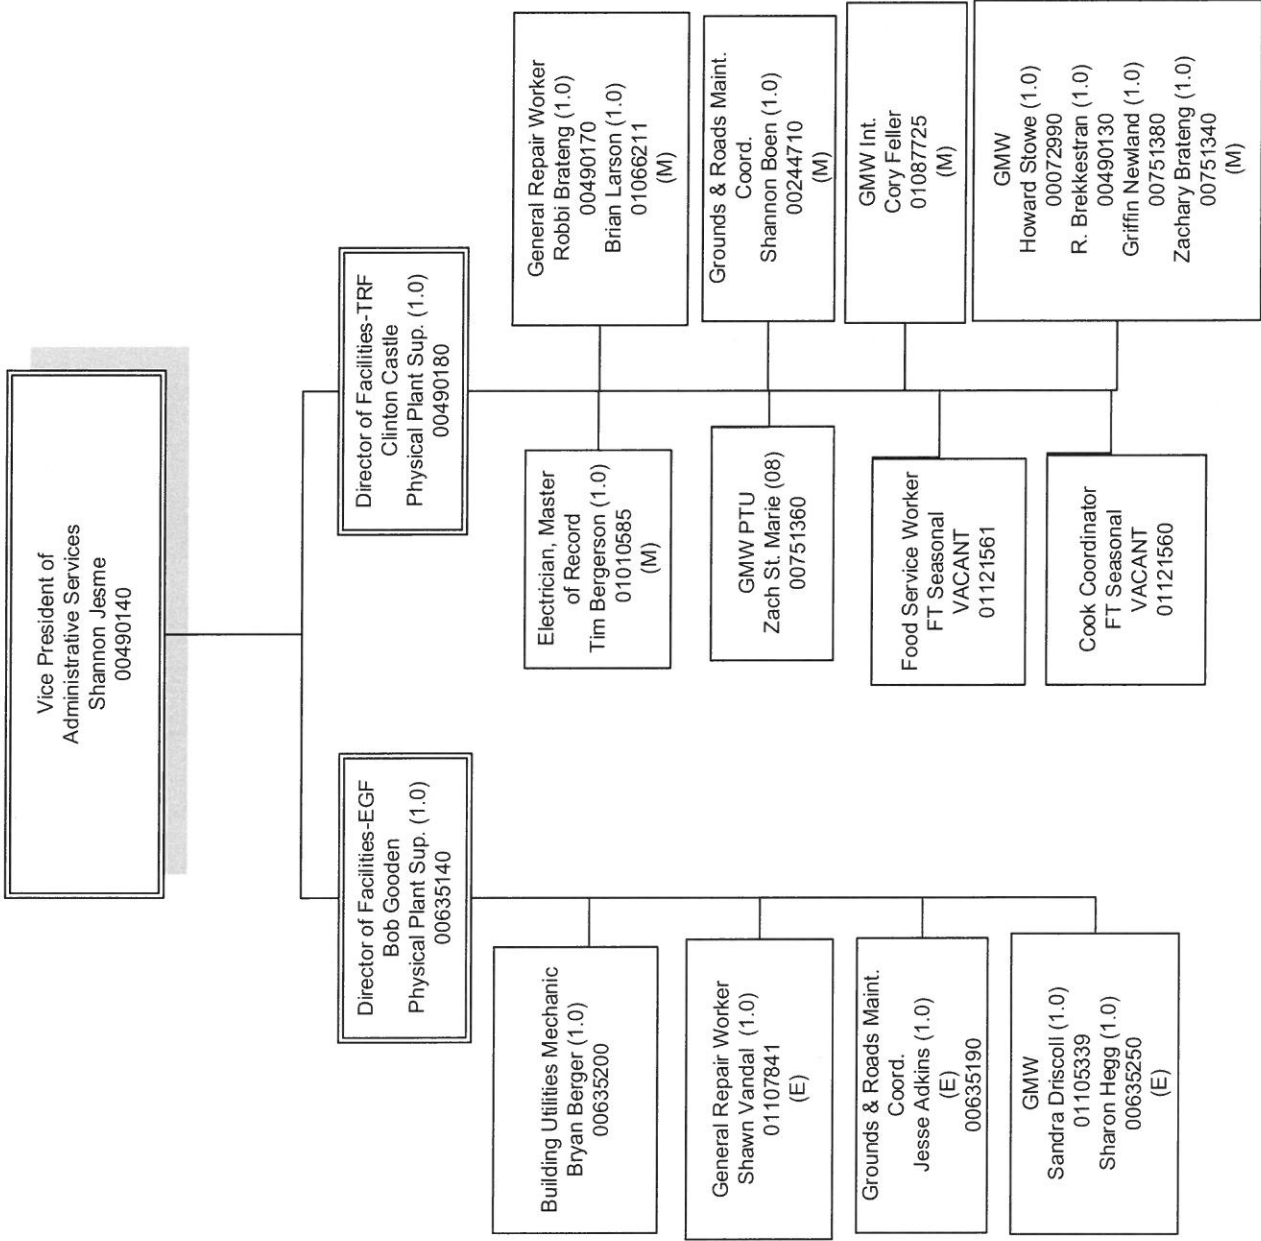 Vice President of
Administrative Services
Shannon Jesme
00490140
Director of Facilities-EGF
Bob Gooden
Physical Plant Sup. (1.0)
00635140
Director of Facilities-TRF
Clinton Castle
Physical Plant Sup. (1.0)
00490180
Building Utilities Mechanic
Bryan Berger (1.0)
00635200
General Repair Worker
Shawn Vandal (1.0)
01107841
(E)
Grounds & Roads Maint.
Coord.
Jesse Adkins (1.0)
(E)
00635190
GMW
Sandra Driscoll (1.0)
01105339
Sharon Hegg (1.0)
00635250
(E)
Electrician, Master
of Record
Tim Bergerson (1.0)
01010585
(M)
GMW PTU
Zach St. Marie (08)
00751360
Food Service Worker
FT Seasonal
VACANT
01121561
Cook Coordinator
FT Seasonal
VACANT
01121560
General Repair Worker
Robbi Brateng (1.0)
00490170
Brian Larson (1.0)
01066211
(M)
Grounds & Roads Maint.
Coord.
Shannon Boen (1.0)
00244710
(M)
GMW Int.
Cory Feller
01087725
(M)
GMW
Howard Stowe (1.0)
00072990
R. Brekkestran (1.0)
00490130
Griffin Newland (1.0)
00751380
Zachary Brateng (1.0)
00751340
(M)